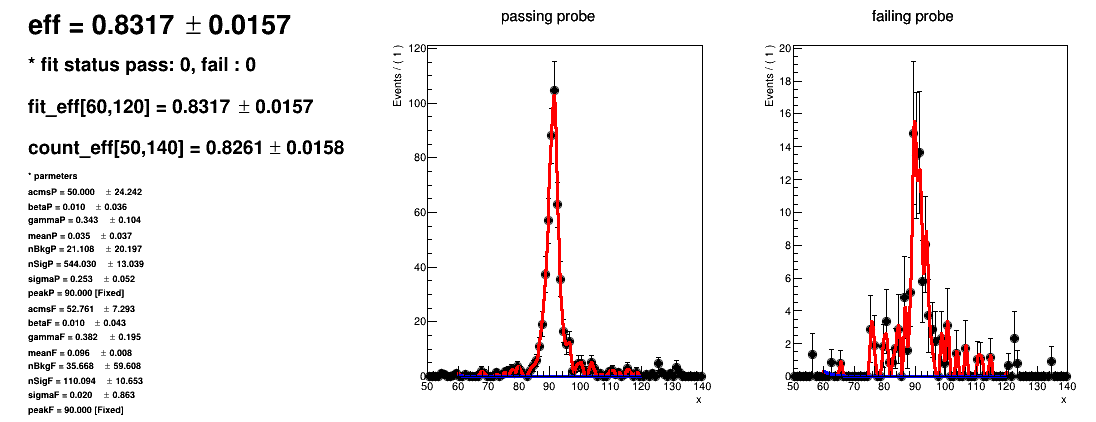 eff = 0.8317 ± 0.0157
* fit status pass: 0, fail : 0
fit_eff[60,120] = 0.8317 ± 0.0157
count_eff[50,140] = 0.8261 ± 0.0158
* parmeters
acmsP = 50.000 ± 24.242
betaP = 0.010 ± 0.036
gammaP = 0.343 ± 0.104
meanP = 0.035 ± 0.037
nBkgP = 21.108 ± 20.197
nSigP = 544.030 ± 13.039
sigmaP = 0.253 ± 0.052
peakP = 90.000 [Fixed]
acmsF = 52.761 ± 7.293
betaF = 0.010 ± 0.043
gammaF = 0.382 ± 0.195
meanF = 0.096 ± 0.008
nBkgF = 35.668 ± 59.608
nSigF = 110.094 ± 10.653
sigmaF = 0.020 ± 0.863
peakF = 90.000 [Fixed]
passing probe
Events / ( 1 )
120
100
80
60
40
20
0
50 60 70 80 90 100 110 120 130 140
x
failing probe
Events / ( 1 )
20
18
16
14
12
10
8
6
4
2
0
50 60 70 80 90 100 110 120 130 140
x